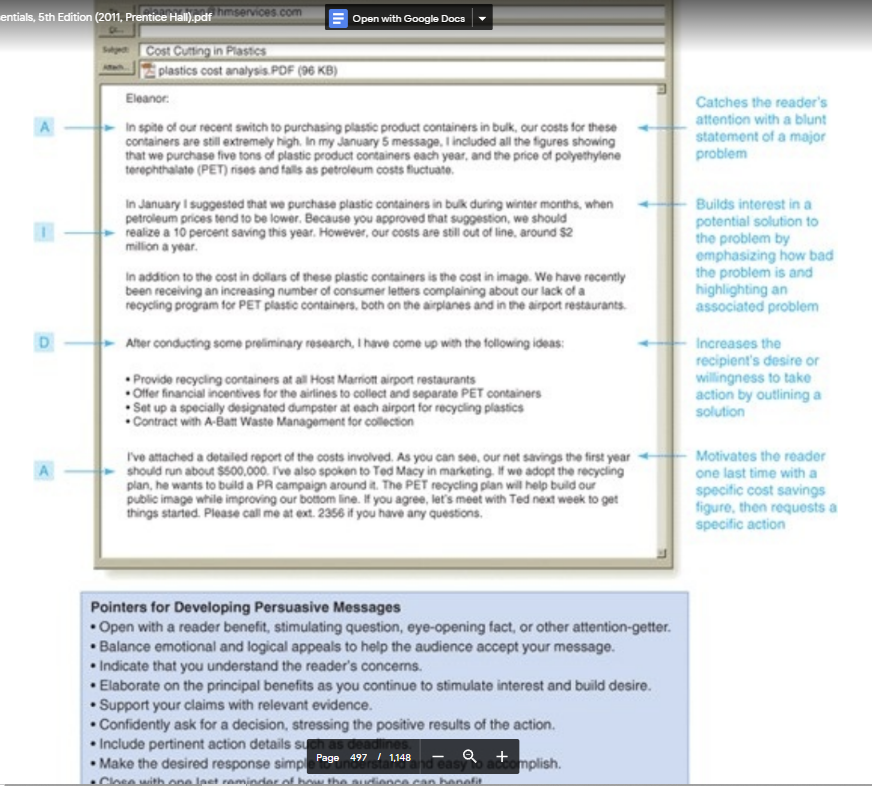 entials, 5th Edition (2011, Prentice Hall).pdf
Open with Google Docs
hmservices.com
Subject: Cost Cutting in Plastics
Attach... plastics cost analysis.PDF (96 KB)
Eleanor:
A
In spite of our recent switch to purchasing plastic product containers in bulk, our costs for these
containers are still extremely high. In my January 5 message, I included all the figures showing
that we purchase five tons of plastic product containers each year, and the price of polyethylene
terephthalate (PET) rises and falls as petroleum costs fluctuate.
Catches the reader's
attention with a blunt
statement of a major
problem
I
In January I suggested that we purchase plastic containers in bulk during winter months, when
petroleum prices tend to be lower. Because you approved that suggestion, we should
realize a 10 percent saving this year. However, our costs are still out of line, around $2
million a year.
In addition to the cost in dollars of these plastic containers is the cost in image. We have recently
been receiving an increasing number of consumer letters complaining about our lack of a
recycling program for PET plastic containers, both on the airplanes and in the airport restaurants.
Builds interest in a
potential solution to
the problem by
emphasizing how bad
the problem is and
highlighting an
associated problem
D
After conducting some preliminary research, I have come up with the following ideas:
• Provide recycling containers at all Host Marriott airport restaurants
• Offer financial incentives for the airlines to collect and separate PET containers
• Set up a specially designated dumpster at each airport for recycling plastics
• Contract with A-Batt Waste Management for collection
Increases the
recipient's desire or
willingness to take
action by outlining a
solution
A
I've attached a detailed report of the costs involved. As you can see, our net savings the first year
should run about $500,000. I've also spoken to Ted Macy in marketing. If we adopt the recycling
plan, he wants to build a PR campaign around it. The PET recycling plan will help build our
public image while improving our bottom line. If you agree, let's meet with Ted next week to get
things started. Please call me at ext. 2356 if you have any questions.
Motivates the reader
one last time with a
specific cost savings
figure, then requests a
specific action
Pointers for Developing Persuasive Messages
• Open with a reader benefit, stimulating question, eye-opening fact, or other attention-getter.
• Balance emotional and logical appeals to help the audience accept your message.
• Indicate that you understand the reader's concerns.
• Elaborate on the principal benefits as you continue to stimulate interest and build desire.
• Support your claims with relevant evidence.
• Confidently ask for a decision, stressing the positive results of the action.
• Include pertinent action details such as deadlines.
• Make the desired response simple to understand and easy to accomplish.
• Close with one last reminder of how the audience can benefit
Page 497 / 1,148